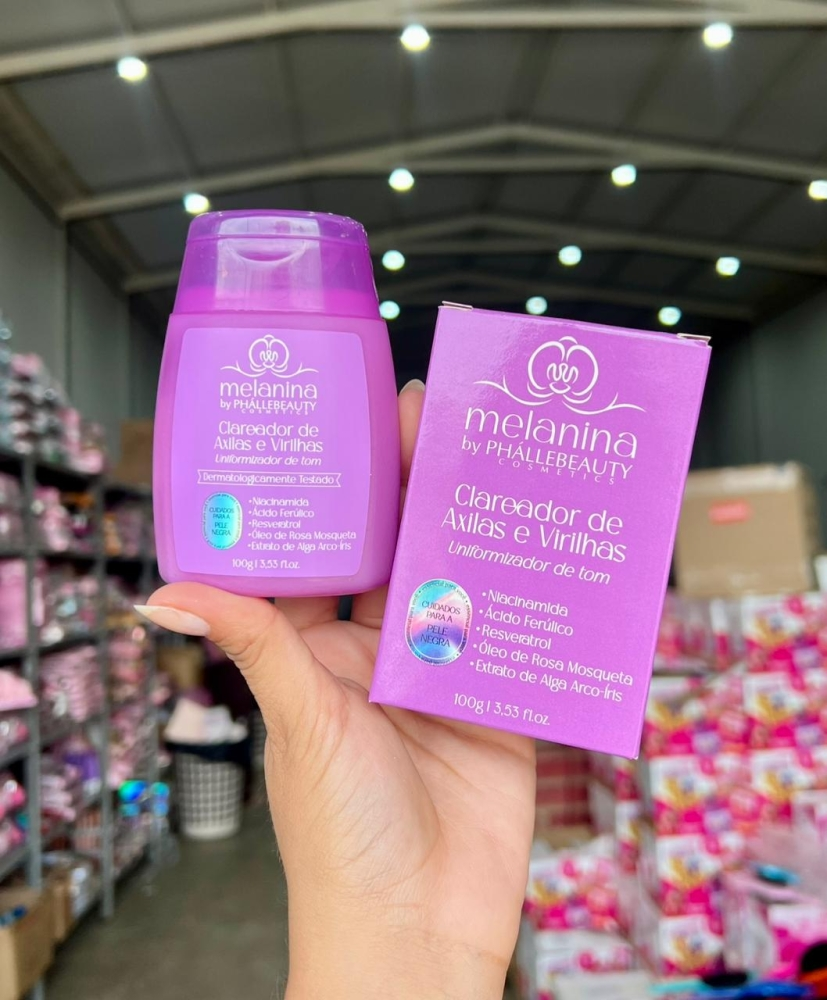 melanina
by PHÁLLEBEAUTY
COSMETICS
Clareador de
Axilas e Virilhas
Uniformizador de tom
Dermatologicamente Testado
CUIDADOS
PARA A
PELE
NEGRA
•Niacinamida
•Ácido Ferúlico
•Resveratrol
•Óleo de Rosa Mosqueta
•Extrato de Alga Arco-Íris
100g | 3,53 fl.oz.
melanina
by PHÁLLEBEAUTY
COSMETICS
Clareador de
Axilas e Virilhas
Uniformizador de tom
CUIDADOS
PARA A
PELE
NEGRA
•Niacinamida
•Ácido Ferúlico
•Resveratrol
•Óleo de Rosa Mosqueta
•Extrato de Alga Arco-Íris
100g | 3,53 fl.oz.